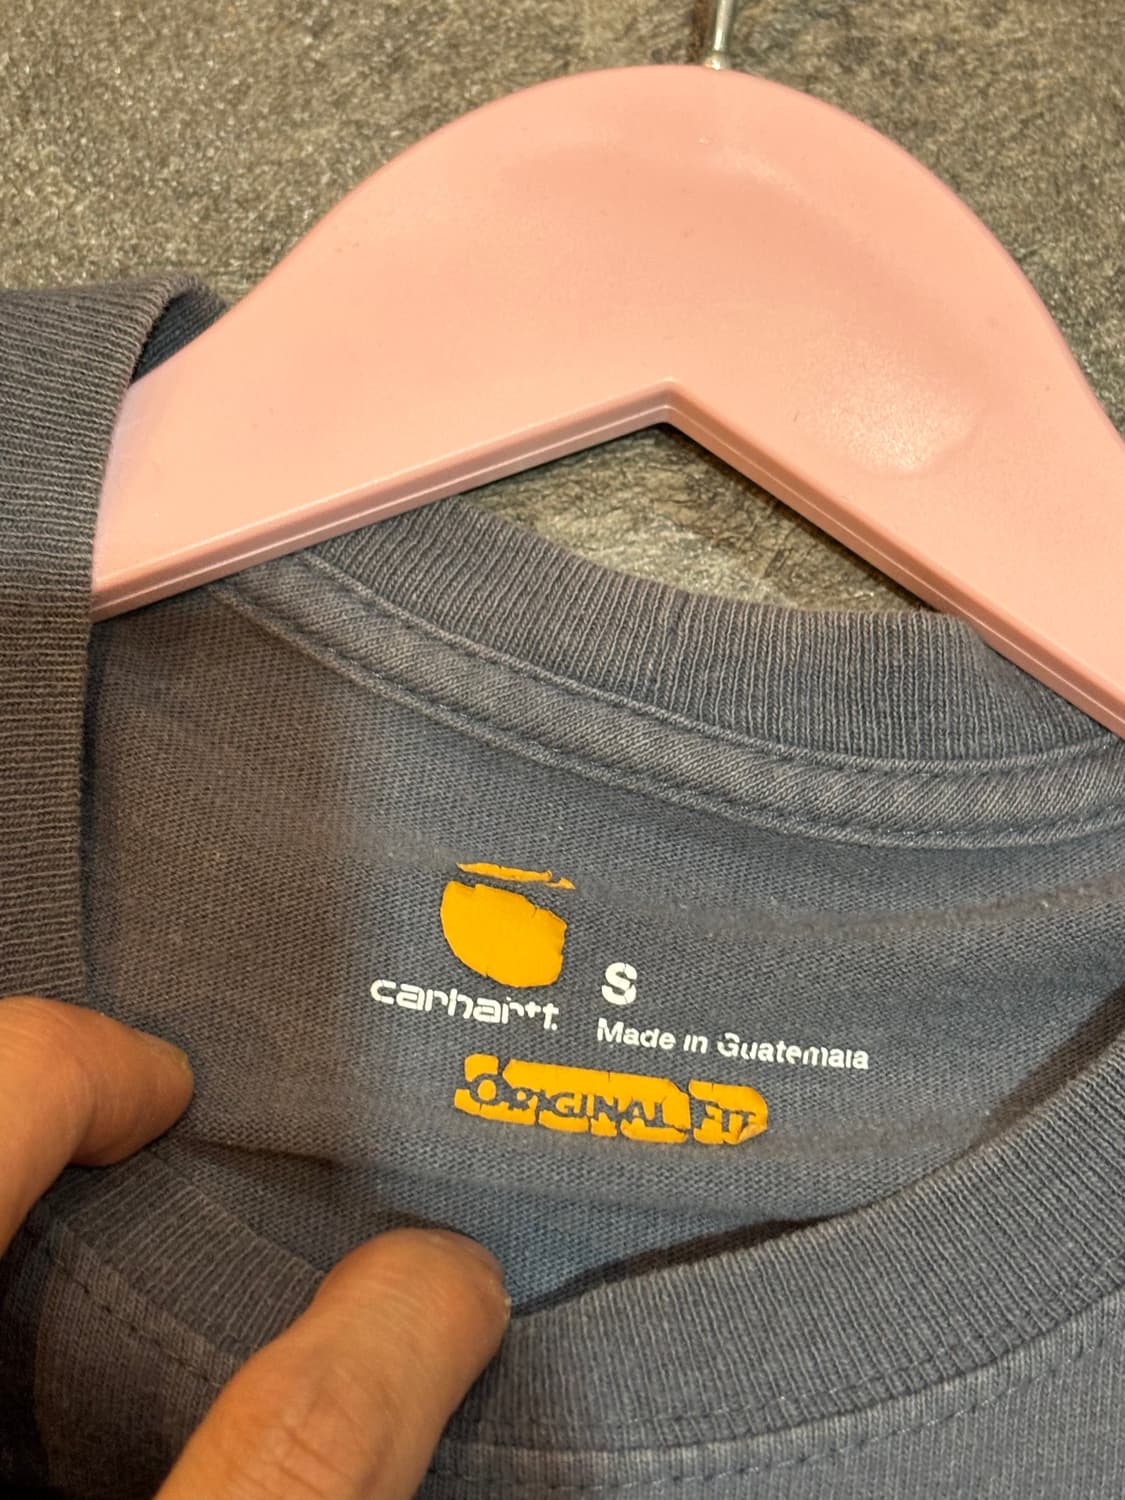 carhartt.
S
Made in Guatemala
ORIGINAL FIT